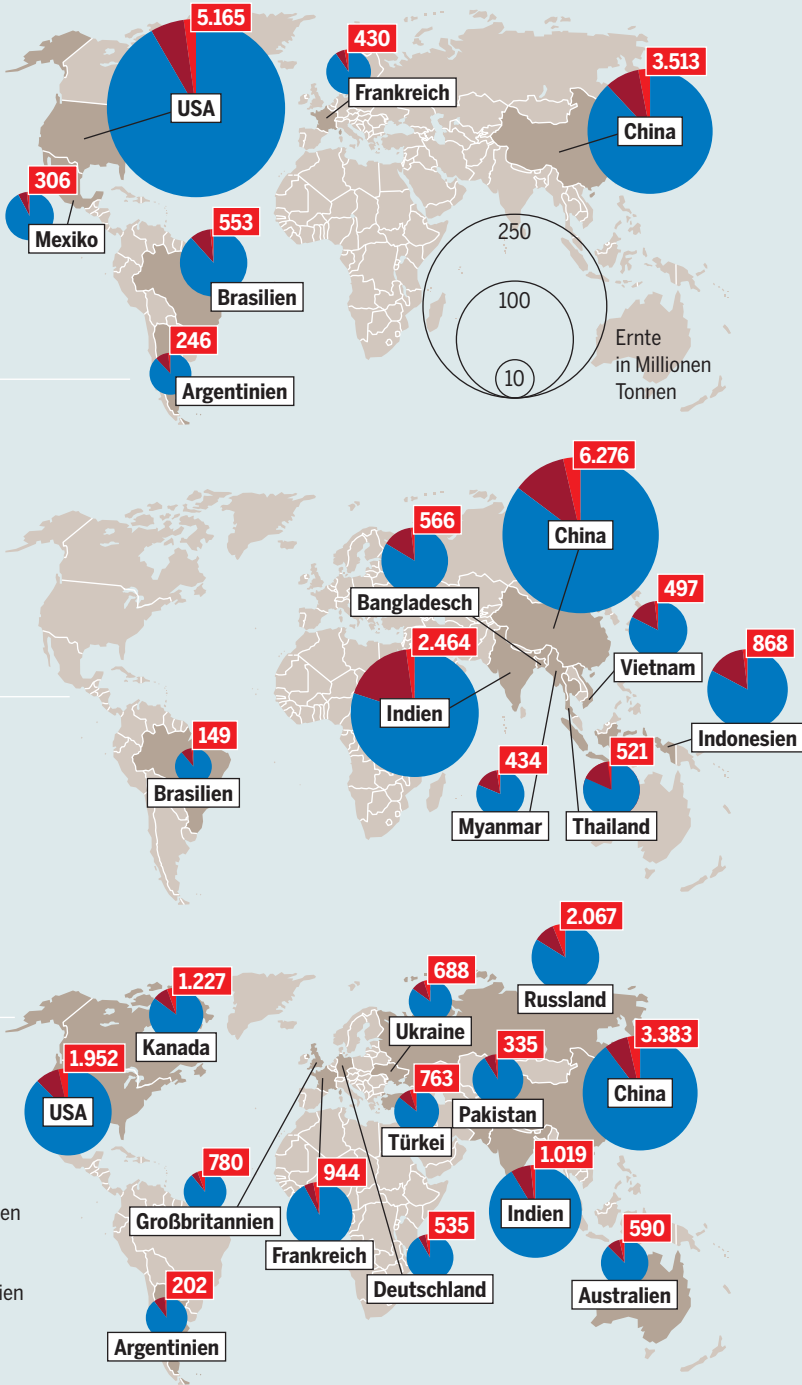 5.165
USA
430
Frankreich
3.513
China
306
Mexiko
553
Brasilien
246
Argentinien
250
100
10
Ernte
in Millionen
Tonnen
6.276
China
566
Bangladesch
497
Vietnam
2.464
Indien
868
Indonesien
149
Brasilien
434
Myanmar
521
Thailand
2.067
Russland
1.227
Kanada
688
Ukraine
1.952
USA
335
Pakistan
3.383
China
763
Türkei
780
Großbritannien
944
Frankreich
1.019
Indien
535
Deutschland
590
Australien
en
ien
202
Argentinien